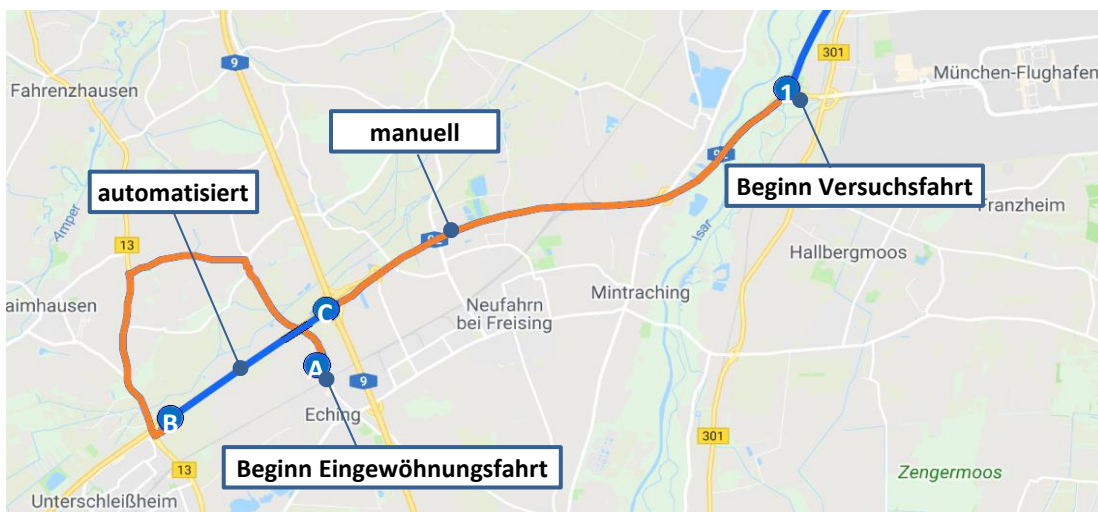 9
301
München-Flughafen
Fahrenzhausen
1
manuell
automatisiert
Beginn Versuchsfahrt
Franzheim
Amper
13
Isar
Hallbergmoos
aimhausen
C
Neufahrn
bei Freising
Mintraching
A
9
B
Eching
301
13
Beginn Eingewöhnungsfahrt
Zengermoos
Unterschleißheim